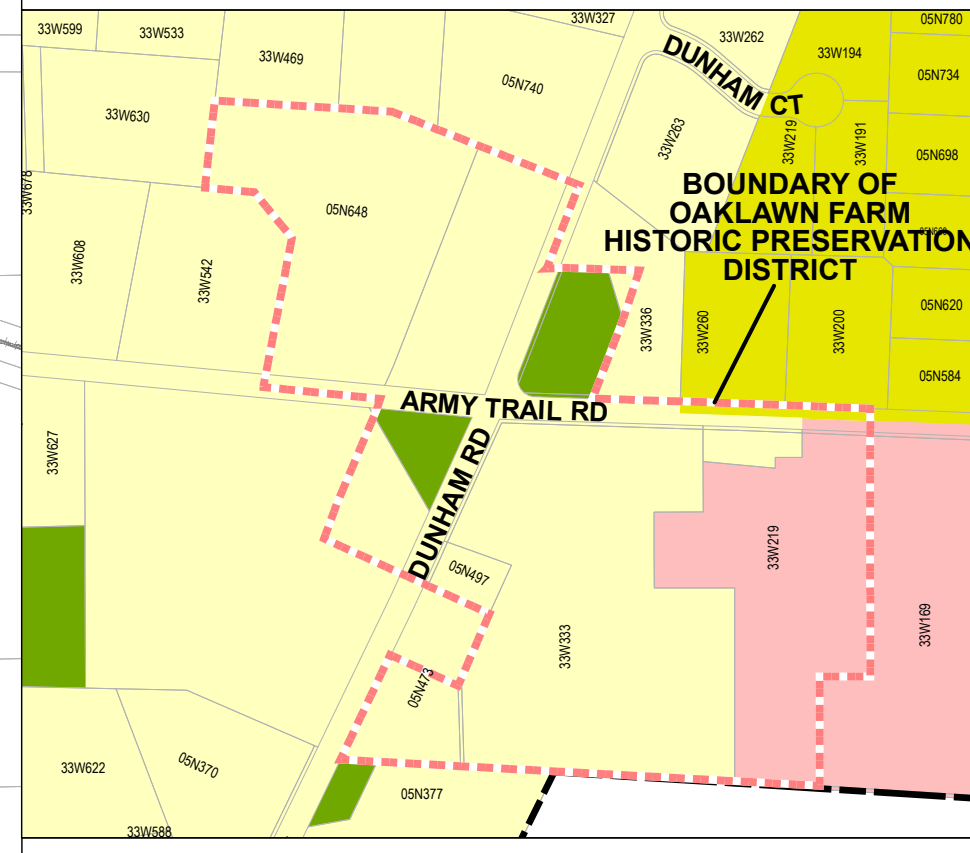 33W599
33W533
33W327
05N780
33W469
33W262
33W194
DUNHAM CT
05N740
05N734
33W630
33W263
33W219
33W191
05N698
33W678
BOUNDARY OF
OAKLAWN FARM
HISTORIC PRESERVATION
DISTRICT
05N648
33W608
33W542
33W336
33W260
33W200
05N620
05N584
ARMY TRAIL RD
DUNHAM RD
33W627
05N497
33W219
33W333
33W169
05N473
33W622
05N370
05N377
33W588